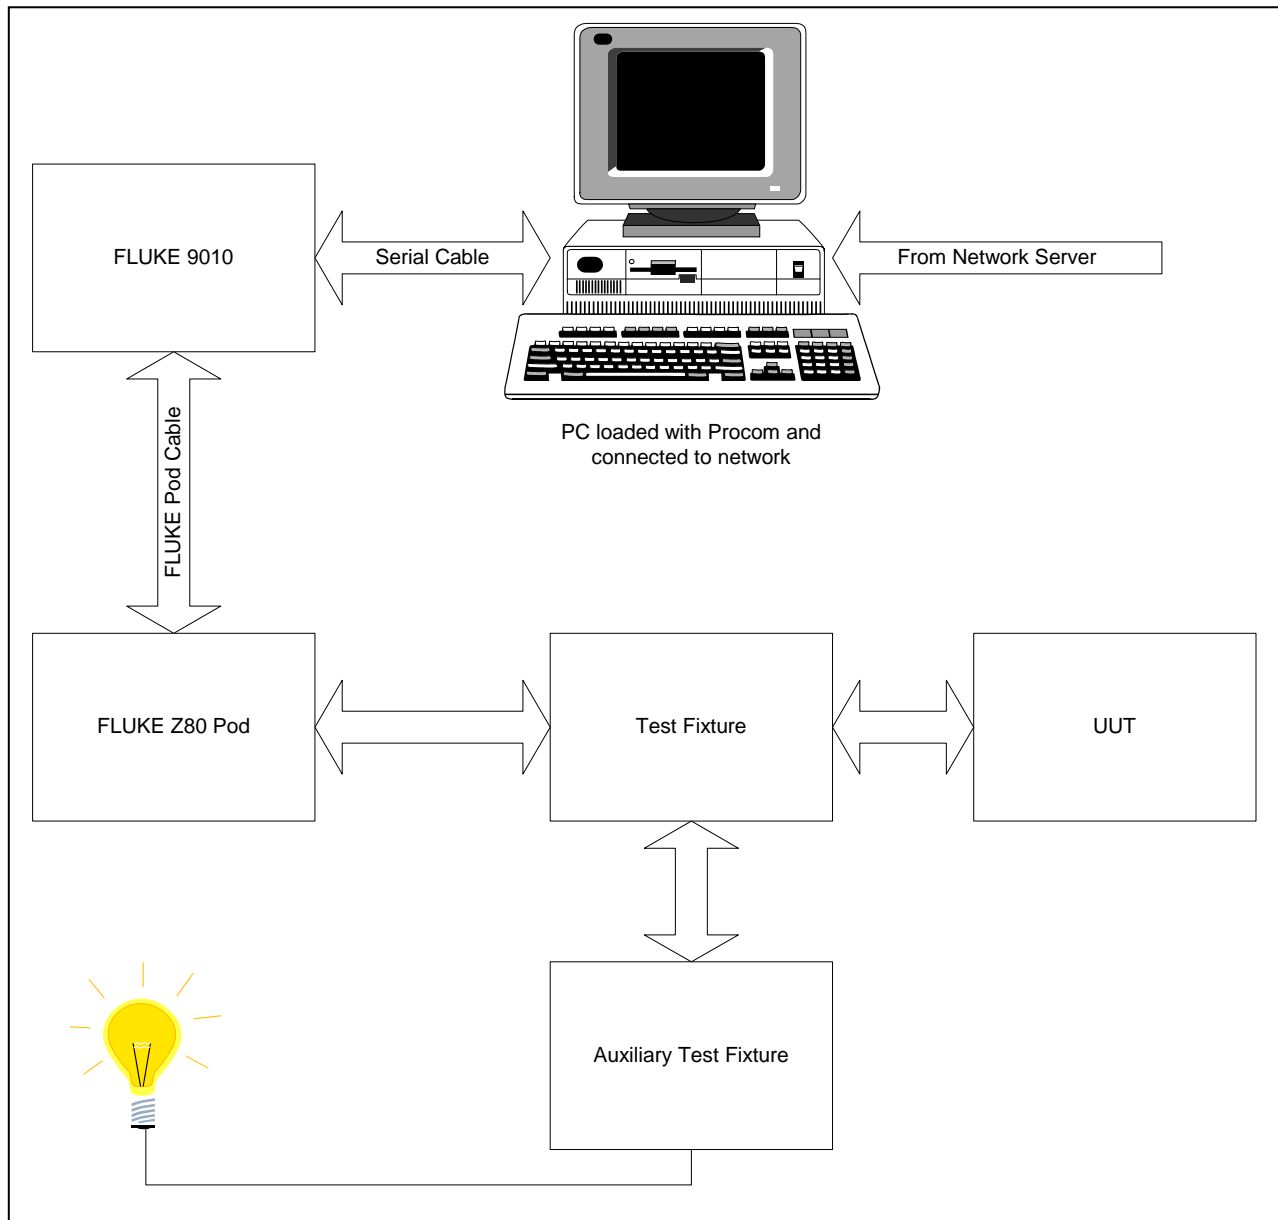 FLUKE 9010
Serial Cable
From Network Server
PC loaded with Procom and
connected to network
FLUKE Pod Cable
FLUKE Z80 Pod
Test Fixture
UUT
Auxiliary Test Fixture